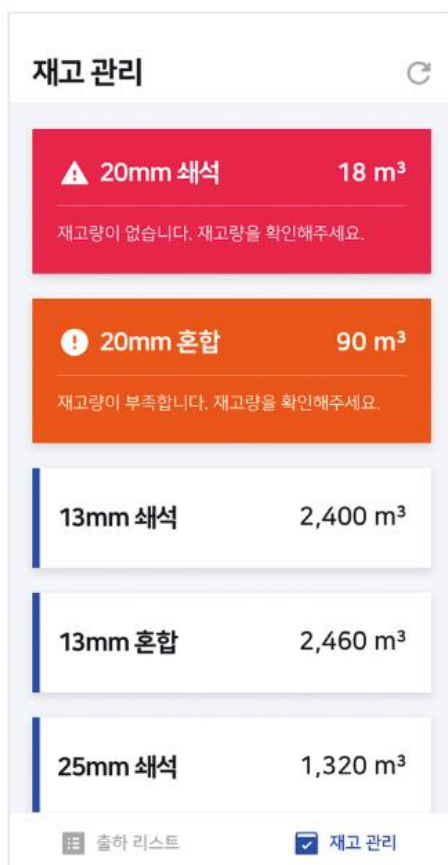 재고 관리
20mm 쇄석 18 m³
재고량이 없습니다. 재고량을 확인해주세요.
20mm 혼합 90 m³
재고량이 부족합니다. 재고량을 확인해주세요.
13mm 쇄석 2,400 m³
13mm 혼합 2,460 m³
25mm 쇄석 1,320 m³
출하 리스트 재고 관리